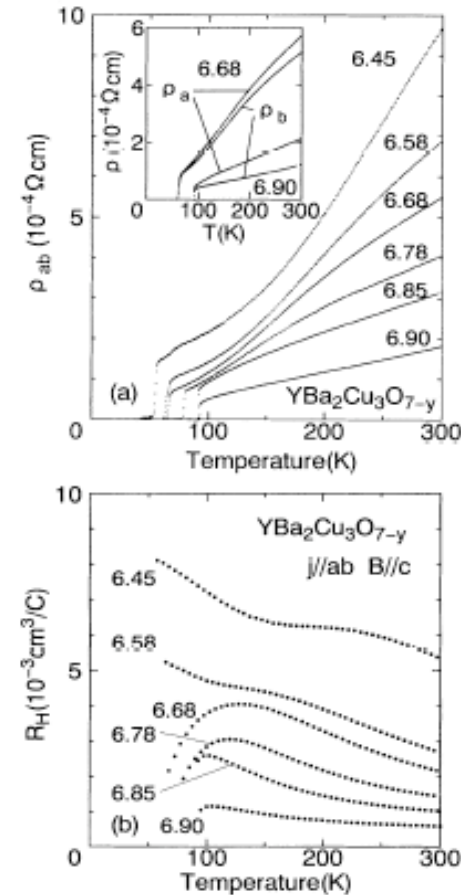 10
6
6.68
6.45
ρa
4
ρ (10⁻⁴ Ω cm)
ρb
6.58
2
6.68
6.90
0
100
200
300
T(K)
6.78
5
ρab (10⁻⁴ Ω cm)
6.85
6.90
(a)
YBa₂Cu₃O₇₋y
0
100
200
300
Temperature(K)
10
YBa₂Cu₃O₇₋y
j//ab B//c
6.45
6.58
5
RH(10⁻³cm³/C)
6.68
6.78
6.85
(b)
6.90
0
100
200
300
Temperature(K)